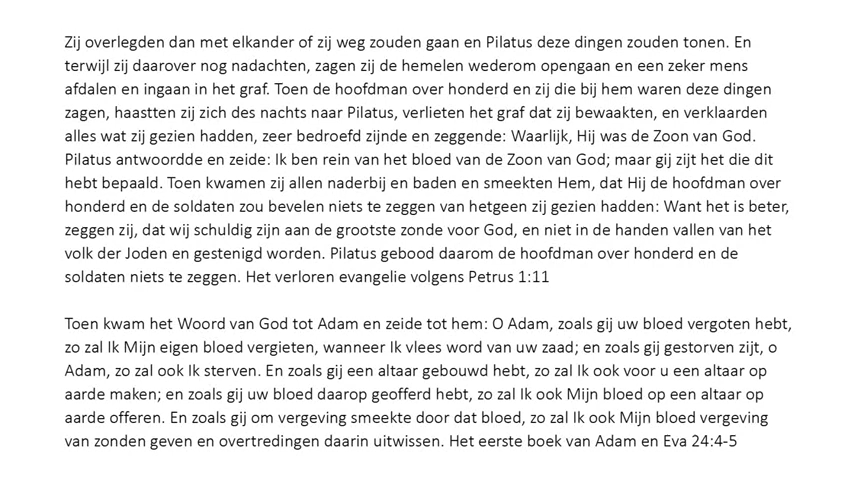 Zij overlegden dan met elkander of zij weg zouden gaan en Pilatus deze dingen zouden tonen. En
terwijl zij daarover nog nadachten, zagen zij de hemelen wederom opengaan en een zeker mens
afdalen en ingaan in het graf. Toen de hoofdman over honderd en zij die bij hem waren deze dingen
zagen, haastten zij zich des nachts naar Pilatus, verlieten het graf dat zij bewaakten, en verklaarden
alles wat zij gezien hadden, zeer bedroefd zijnde en zeggende: Waarlijk, Hij was de Zoon van God.
Pilatus antwoordde en zeide: Ik ben rein van het bloed van de Zoon van God; maar gij zijt het die dit
hebt bepaald. Toen kwamen zij allen naderbij en baden en smeekten Hem, dat Hij de hoofdman over
honderd en de soldaten zou bevelen niets te zeggen van hetgeen zij gezien hadden: Want het is beter,
zeggen zij, dat wij schuldig zijn aan de grootste zonde voor God, en niet in de handen vallen van het
volk der Joden en gestenigd worden. Pilatus gebood daarom de hoofdman over honderd en de
soldaten niets te zeggen. Het verloren evangelie volgens Petrus 1:11
Toen kwam het Woord van God tot Adam en zeide tot hem: O Adam, zoals gij uw bloed vergoten hebt,
zo zal Ik Mijn eigen bloed vergieten, wanneer Ik vlees word van uw zaad; en zoals gij gestorven zijt, o
Adam, zo zal ook Ik sterven. En zoals gij een altaar gebouwd hebt, zo zal Ik ook voor u een altaar op
aarde maken; en zoals gij uw bloed daarop geofferd hebt, zo zal Ik ook Mijn bloed op een altaar op
aarde offeren. En zoals gij om vergeving smeekte door dat bloed, zo zal Ik ook Mijn bloed vergeving
van zonden geven en overtredingen daarin uitwissen. Het eerste boek van Adam en Eva 24:4-5